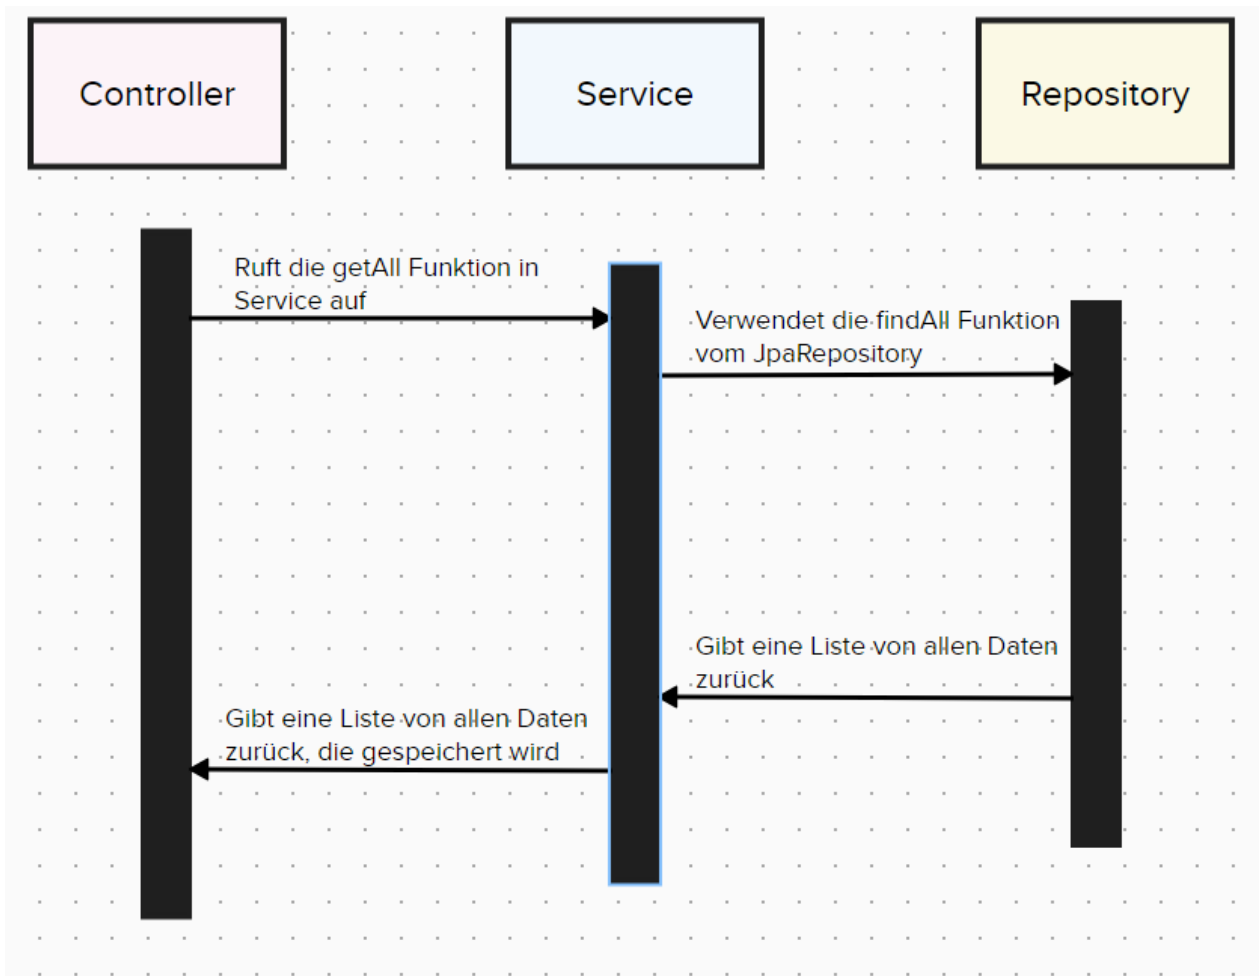 Controller
Service
Repository
Ruft die getAll Funktion in
Service auf
Verwendet die findAll Funktion
vom JpaRepository
Gibt eine Liste von allen Daten
zurück
Gibt eine Liste von allen Daten
zurück, die gespeichert wird